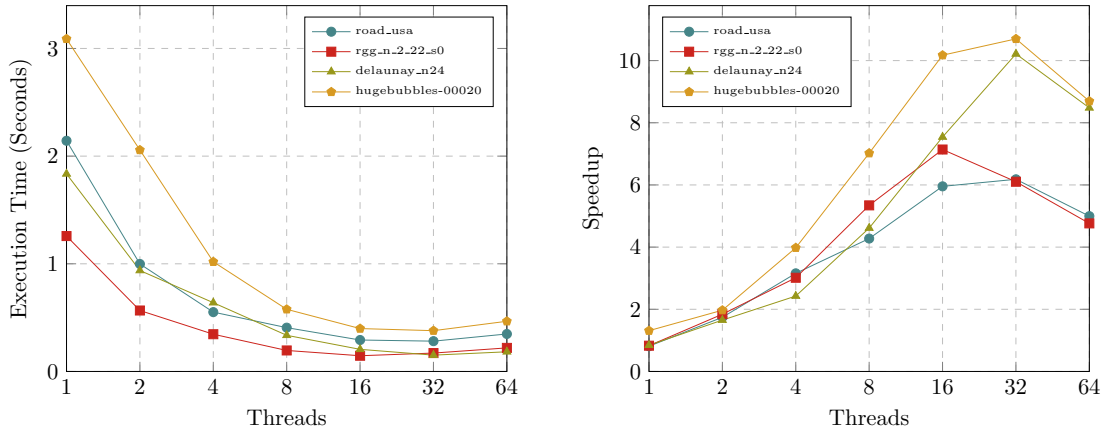 3
2
1
0
1
2
4
8
16
32
64
Execution Time (Seconds)
Threads
road_usa
rgg_n_2_22_s0
delaunay_n24
hugebubbles-00020
10
8
6
4
2
0
1
2
4
8
16
32
64
Speedup
Threads
road_usa
rgg_n_2_22_s0
delaunay_n24
hugebubbles-00020